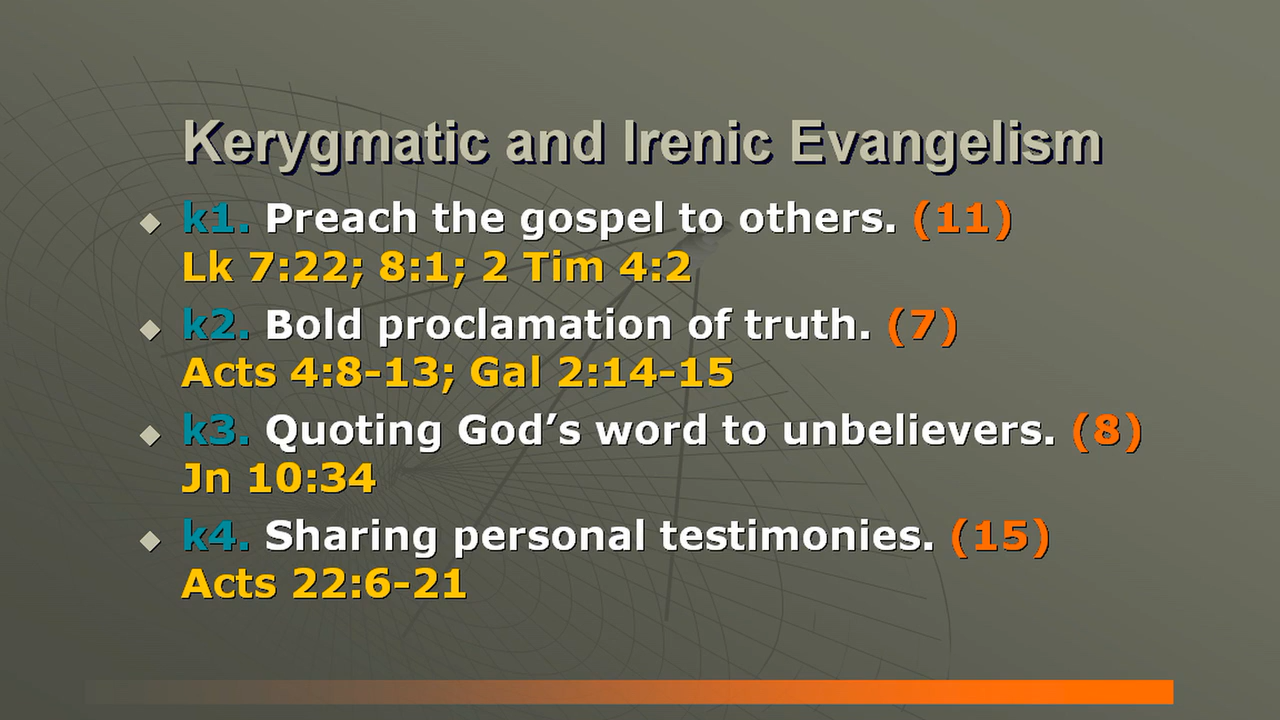 Kerygmatic and Irenic Evangelism
k1. Preach the gospel to others. (11)
Lk 7:22; 8:1; 2 Tim 4:2
k2. Bold proclamation of truth. (7)
Acts 4:8-13; Gal 2:14-15
k3. Quoting God’s word to unbelievers. (8)
Jn 10:34
k4. Sharing personal testimonies. (15)
Acts 22:6-21